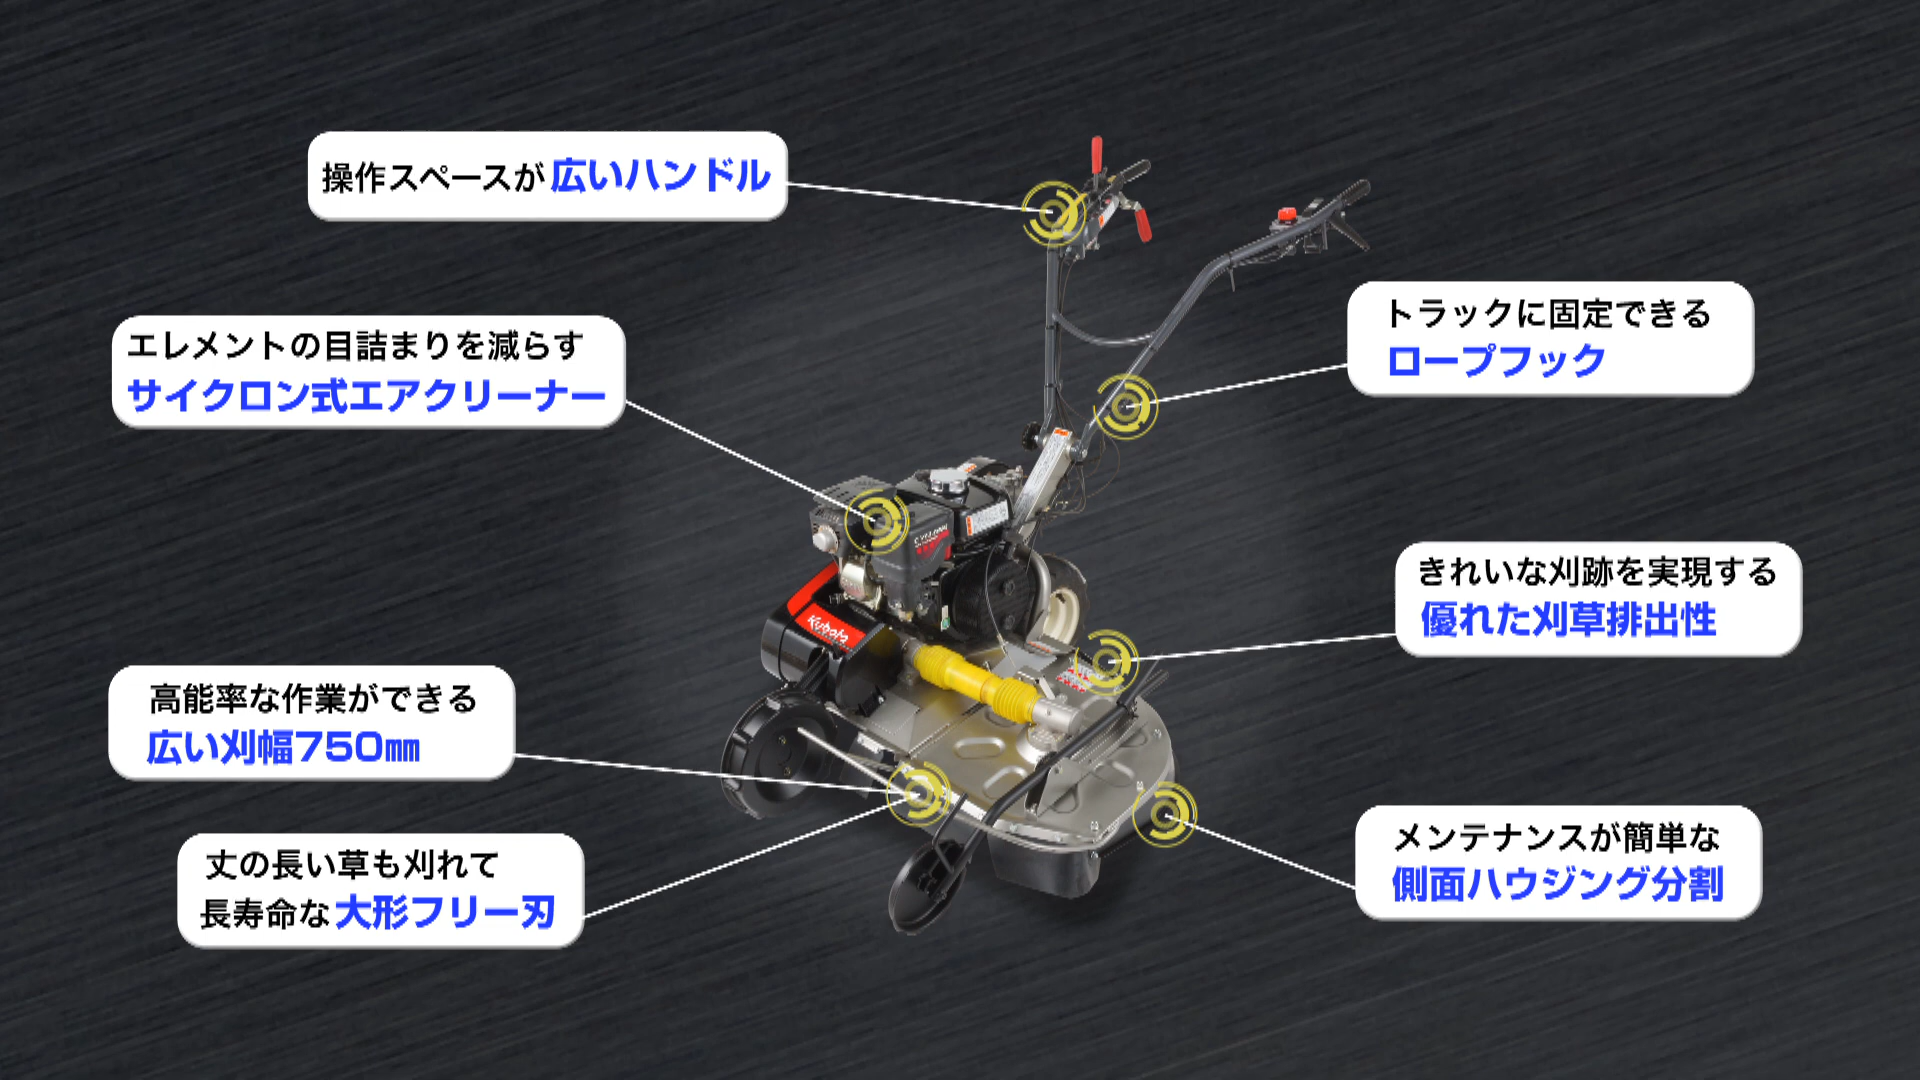 操作スペースが広いハンドル
エレメントの目詰まりを減らす
サイクロン式エアクリーナー
高能率な作業ができる
広い刈幅750㎜
丈の長い草も刈れて
長寿命な大形フリー刃
トラックに固定できる
ロープフック
きれいな刈跡を実現する
優れた刈草排出性
メンテナンスが簡単な
側面ハウジング分割
Kubota